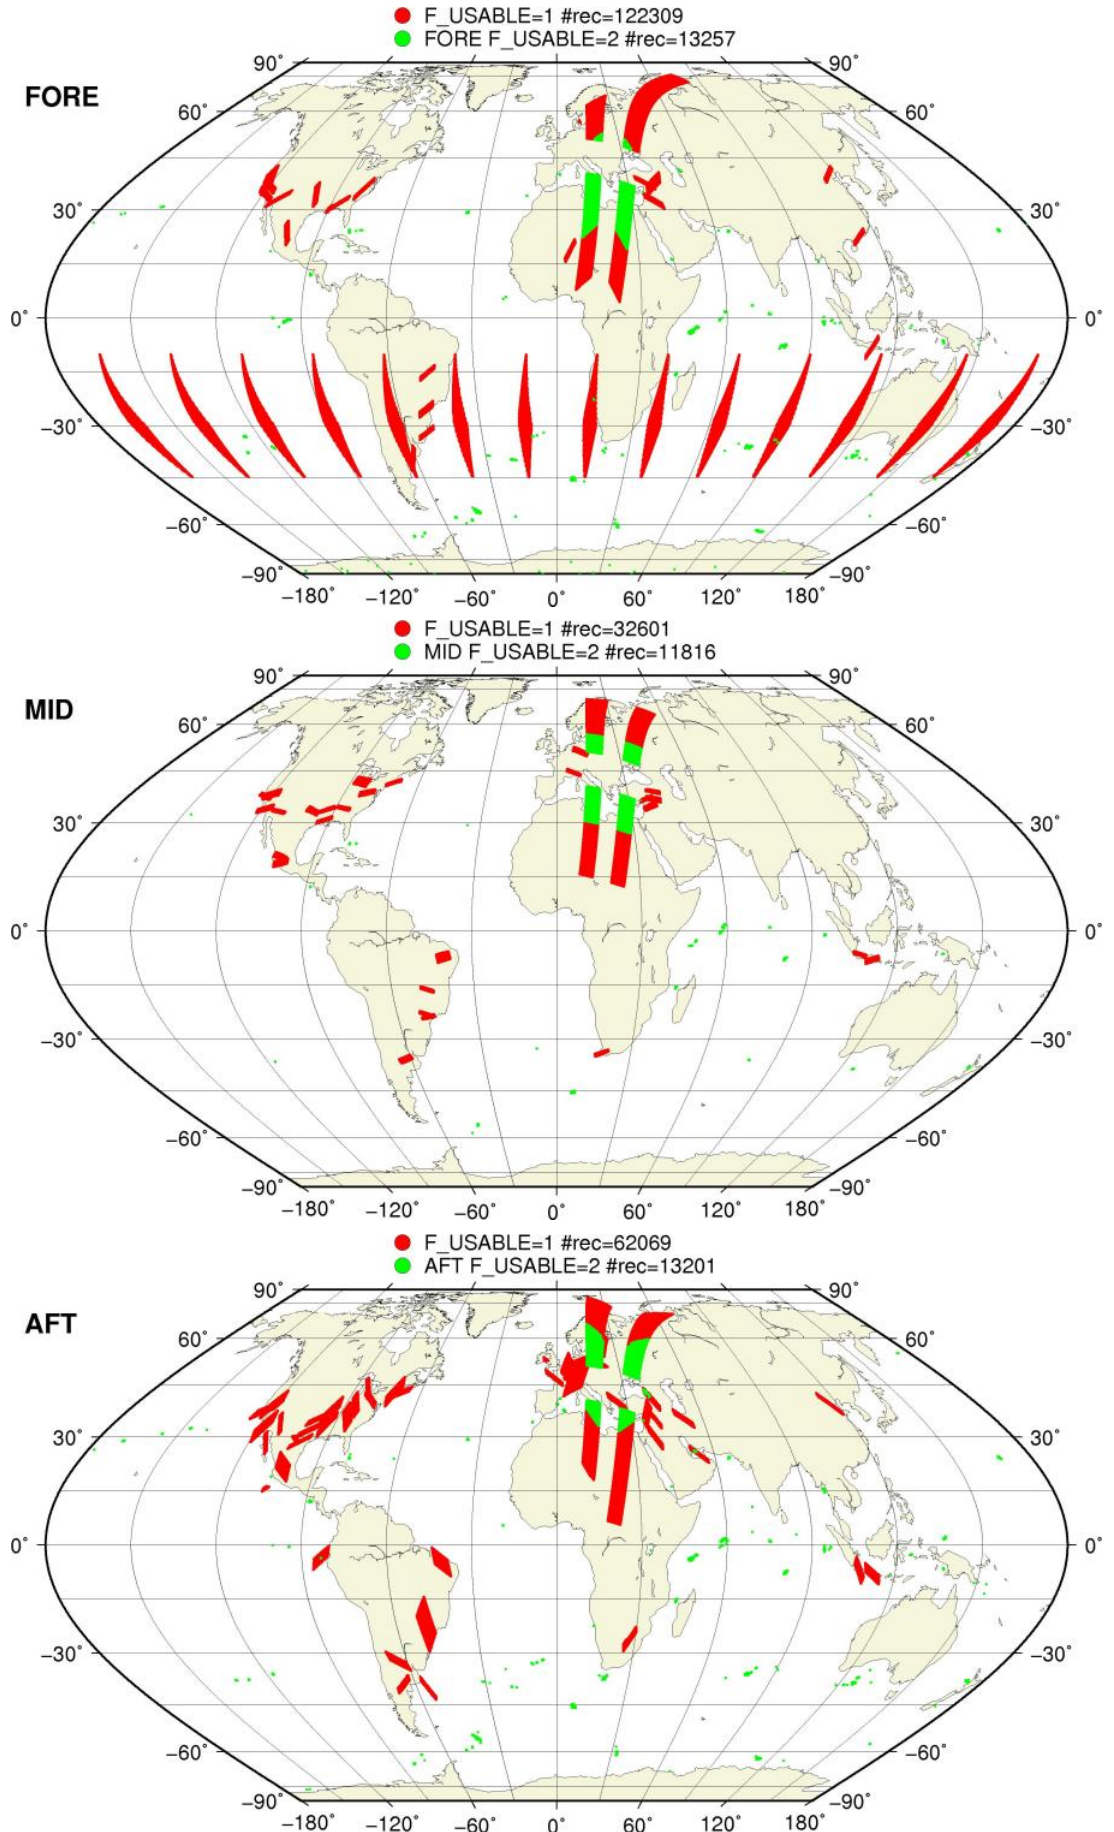 F_USABLE=1 #rec=122309
FORE F_USABLE=2 #rec=13257
FORE
90° 90°
60° 60°
30° 30°
0° 0°
−30° −30°
−60° −60°
−90° −90°
−180° −120° −60° 0° 60° 120° 180°
F_USABLE=1 #rec=32601
MID F_USABLE=2 #rec=11816
MID
90° 90°
60° 60°
30° 30°
0° 0°
−30° −30°
−60° −60°
−90° −90°
−180° −120° −60° 0° 60° 120° 180°
F_USABLE=1 #rec=62069
AFT F_USABLE=2 #rec=13201
AFT
90° 90°
60° 60°
30° 30°
0° 0°
−30° −30°
−60° −60°
−90° −90°
−180° −120° −60° 0° 60° 120° 180°